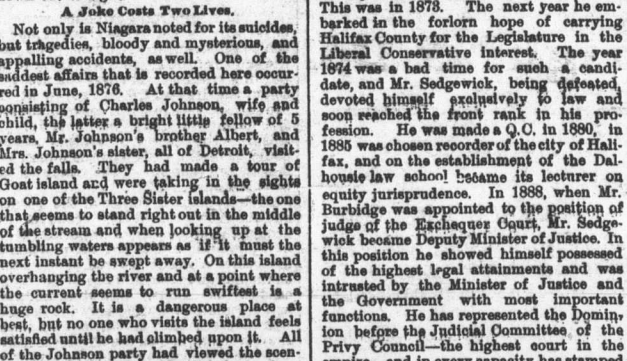 A Joke Costs Two Lives.
Not only is Niagara noted for its suicides,
but tragedies, bloody and mysterious, and
appalling accidents, as well. One of the
saddest affairs that is recorded here occur-
red in June, 1876. At that time a party
consisting of Charles Johnson, wife and
child, the latter a bright little fellow of 5
years, Mr. Johnson's brother Albert, and
Mrs. Johnson's sister, all of Detroit, visit-
ed the falls. They had made a tour of
Goat island and were taking in the sights
on one of the Three Sister islands—the one
that seems to stand right out in the middle
of the stream and when looking up at the
tumbling waters appears as if it must the
next instant be swept away. On this island
overhanging the river and at a point where
the current seems to run swiftest is a
huge rock. It is a dangerous place at
best, but no one who visits the island feels
satisfied until he had climbed upon it. All
of the Johnson party had viewed the scen-
This was in 1873. The next year he em-
barked in the forlorn hope of carrying
Halifax County for the Legislature in the
Liberal Conservative interest. The year
1874 was a bad time for such a candi-
date, and Mr. Sedgewick, being defeated,
devoted himself exclusively to law and
soon reached the front rank in his pro-
fession. He was made a Q.C. in 1880, in
1885 was chosen recorder of the city of Hali-
fax, and on the establishment of the Dal-
housie law school became its lecturer on
equity jurisprudence. In 1888, when Mr.
Burbidge was appointed to the position of
judge of the Exchequer Court, Mr. Sedge-
wick became Deputy Minister of Justice. In
this position he showed himself possessed
of the highest legal attainments and was
intrusted by the Minister of Justice and
the Government with most important
functions. He has represented the Domin-
ion before the Judicial Committee of the
Privy Council—the highest court in the
empire, and in every capacity has stamped